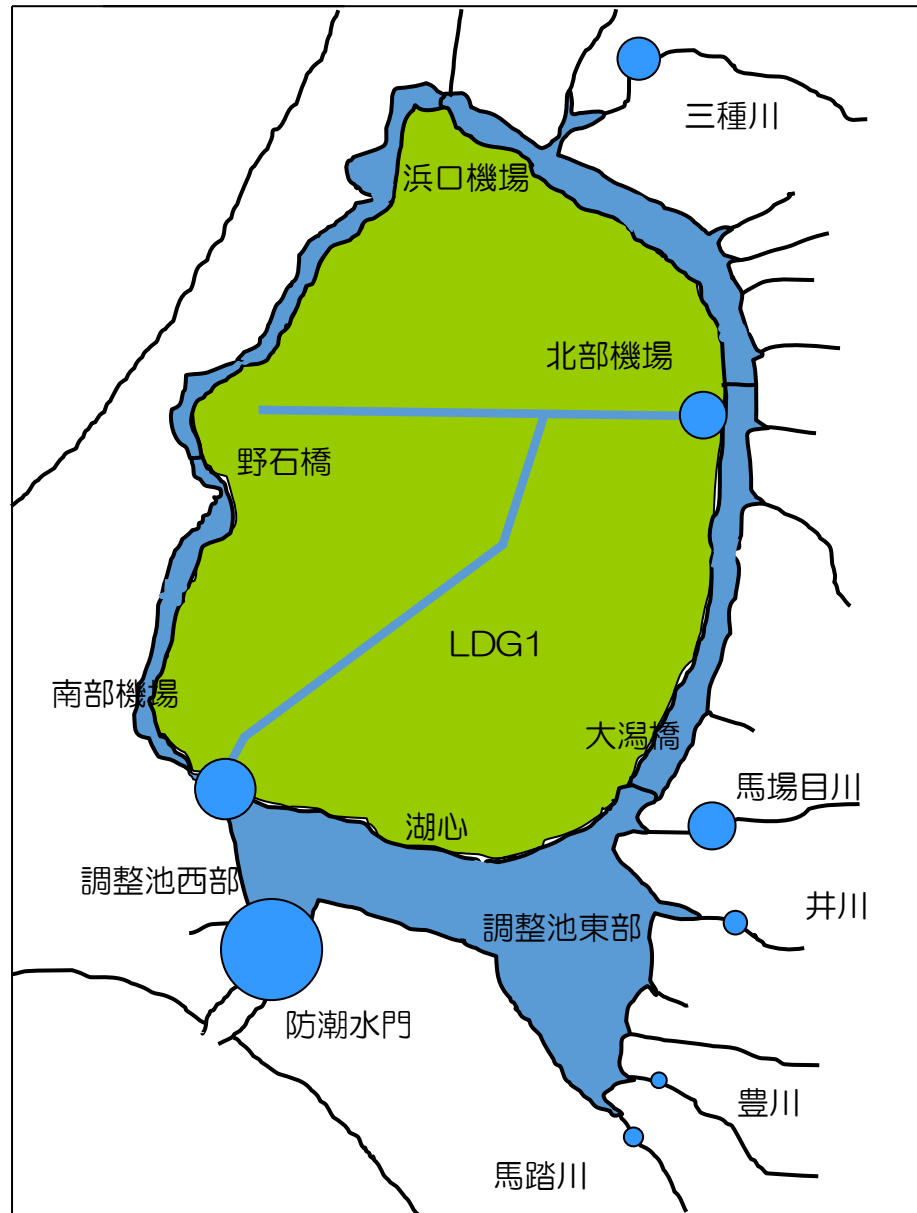 三種川
浜口機場
北部機場
野石橋
LDG1
南部機場
大潟橋
馬場目川
湖心
調整池西部
井川
調整池東部
防潮水門
豊川
馬踏川